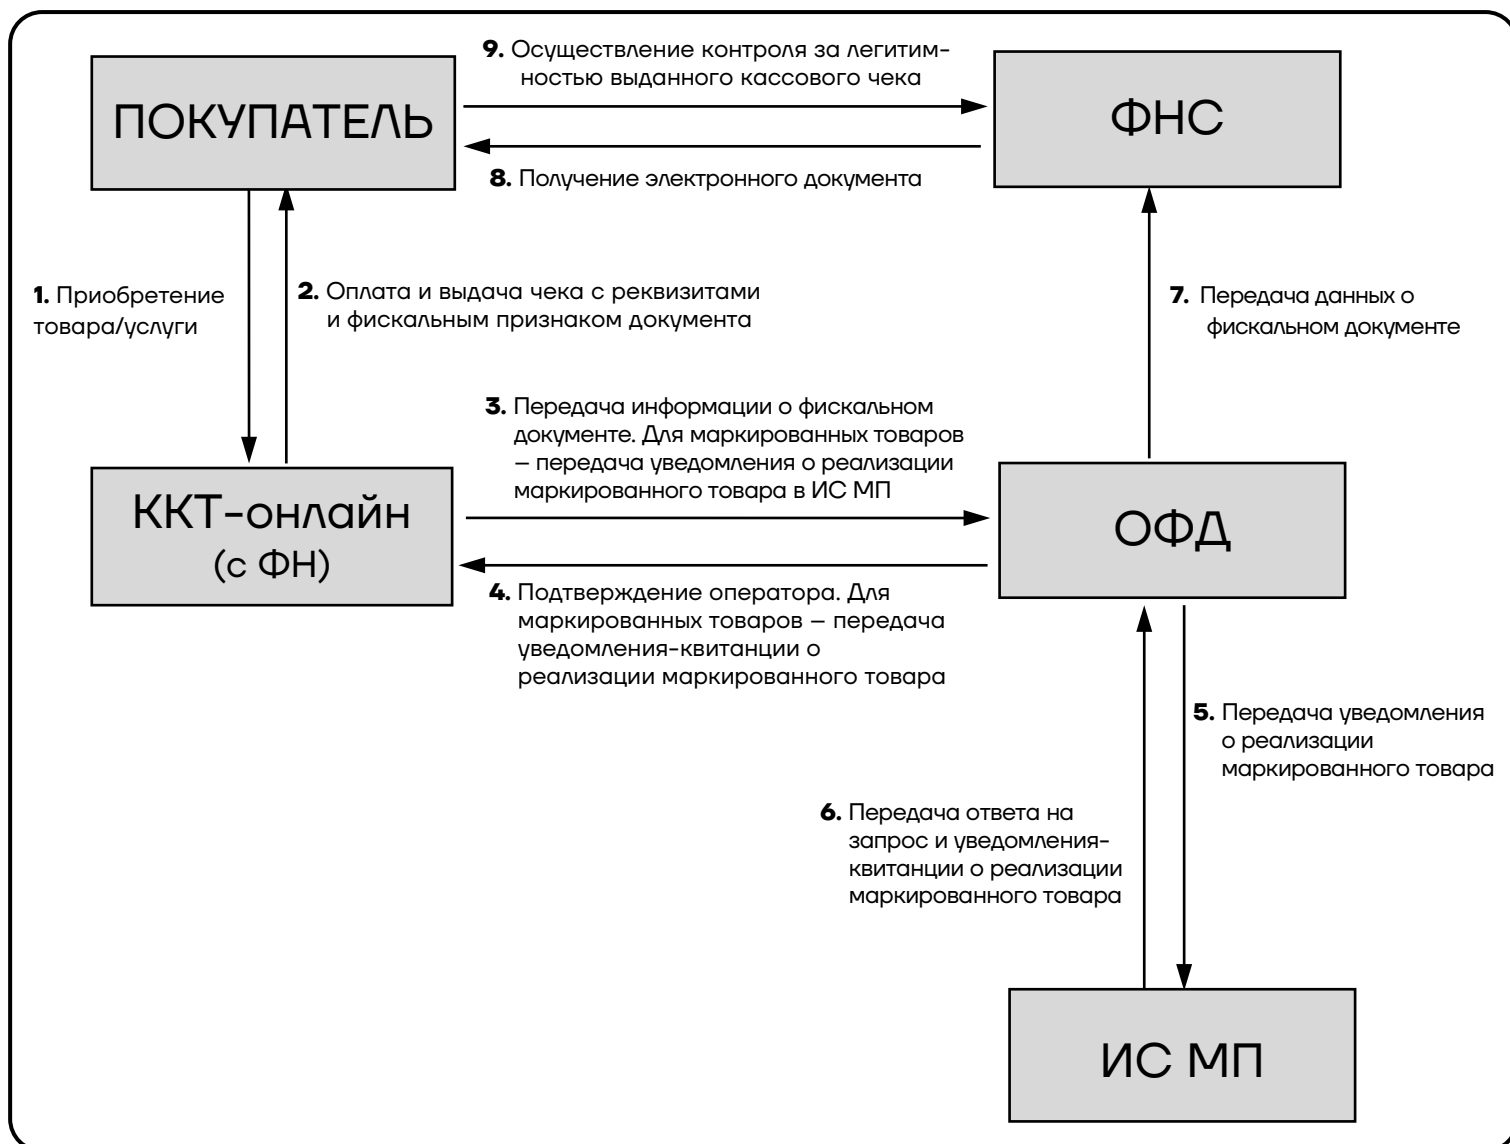 9. Осуществление контроля за легитим-
ностью выданного кассового чека
ПОКУПАТЕЛЬ
ФНС
8. Получение электронного документа
1. Приобретение
товара/услуги
2. Оплата и выдача чека с реквизитами
и фискальным признаком документа
7. Передача данных о
фискальном документе
3. Передача информации о фискальном
документе. Для маркированных товаров
– передача уведомления о реализации
маркированного товара в ИС МП
ККТ-онлайн
(с ФН)
ОФД
4. Подтверждение оператора. Для
маркированных товаров – передача
уведомления-квитанции о
реализации маркированного товара
5. Передача уведомления
о реализации
маркированного товара
6. Передача ответа на
запрос и уведомления-
квитанции о реализации
маркированного товара
ИС МП